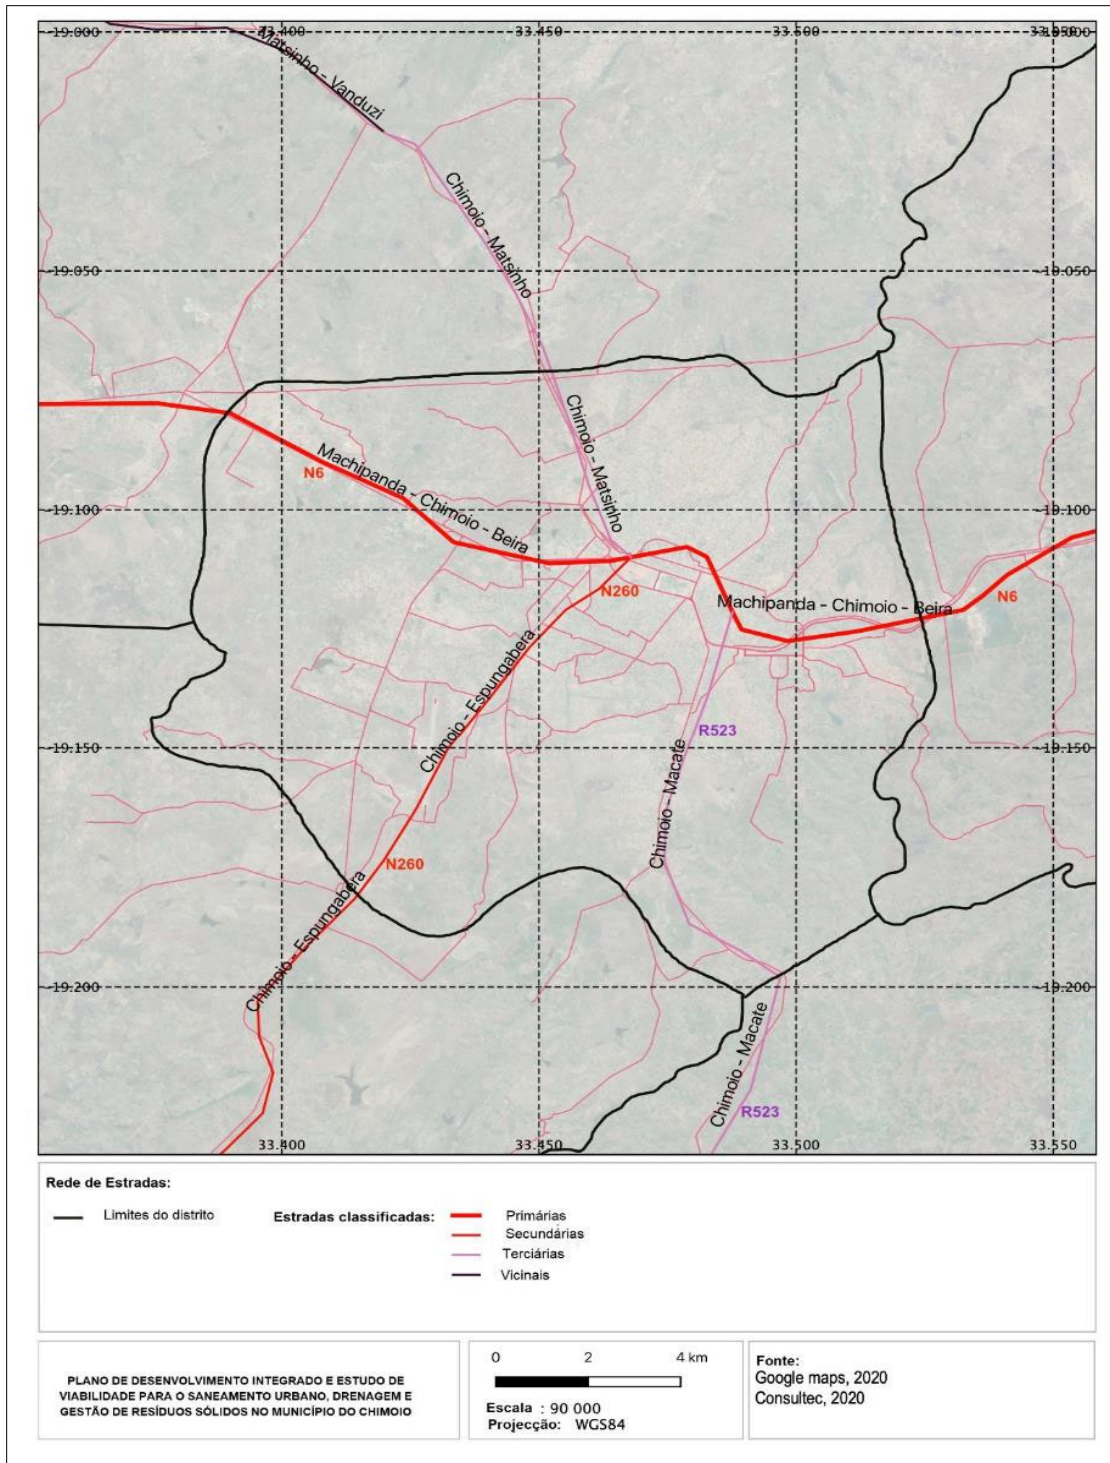 33.400
33.450
33.500
33.550
-19.000
-19.000
Matsinho - Vanduzi
Chimoio - Matsinho
-19.050
-19.050
Chimoio - Matsinho
Machipanda - Chimoio - Beira
N6
-19.100
-19.100
N260
Machipanda - Chimoio - Beira
N6
Chimoio - Espungabera
R523
-19.150
-19.150
Chimoio - Macate
N260
Chimoio - Espungabera
-19.200
-19.200
Chimoio - Macate
R523
33.400
33.450
33.500
33.550
Rede de Estradas:
Limites do distrito
Estradas classificadas:
Primárias
Secundárias
Terciárias
Vicinais
PLANO DE DESENVOLVIMENTO INTEGRADO E ESTUDO DE
VIABILIDADE PARA O SANEAMENTO URBANO, DRENAGEM E
GESTÃO DE RESÍDUOS SÓLIDOS NO MUNICÍPIO DO CHIMOIO
0 2 4 km
Escala : 90 000
Projecção: WGS84
Fonte:
Google maps, 2020
Consultec, 2020